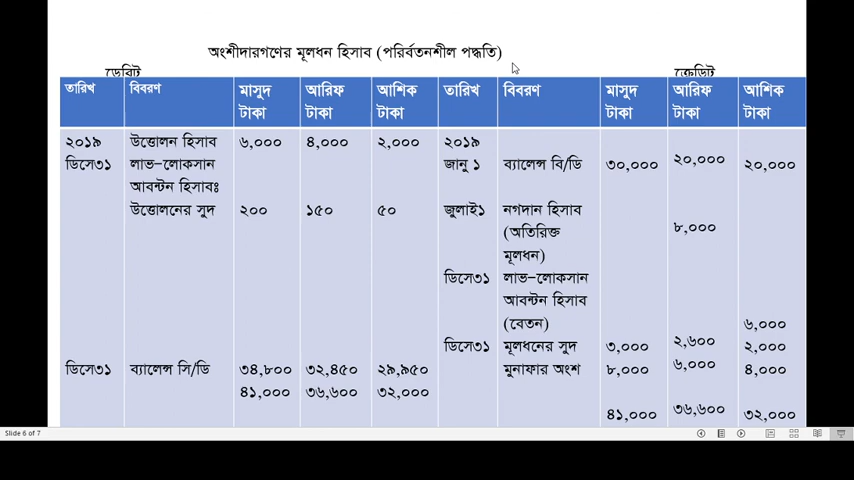 অংশীদারগণের মূলধন হিসাব (পরিবর্তনশীল পদ্ধতি)
ডেবিট ক্রেডিট
তারিখ বিবরণ মাসুদ টাকা আরিফ টাকা আশিক টাকা তারিখ বিবরণ মাসুদ টাকা আরিফ টাকা আশিক টাকা
২০১৯ উত্তোলন হিসাব ৬,০০০ ৪,০০০ ২,০০০ ২০১৯
ডিসে৩১ লাভ-লোকসান জানু ১ ব্যালেন্স বি/ডি ৩০,০০০ ২০,০০০ ২০,০০০
আবন্টন হিসাবঃ
উত্তোলনের সুদ ২০০ ১৫০ ৫০ জুলাই১ নগদান হিসাব
(অতিরিক্ত ৮,০০০
মূলধন)
ডিসে৩১ লাভ-লোকসান
আবন্টন হিসাব
(বেতন) ৬,০০০
ডিসে৩১ মূলধনের সুদ ৩,০০০ ২,৬০০ ২,০০০
ডিসে৩১ ব্যালেন্স সি/ডি ৩৪,৮০০ ৩২,৪৫০ ২৯,৯৫০ মুনাফার অংশ ৮,০০০ ৬,০০০ ৪,০০০
৪১,০০০ ৩৬,৬০০ ৩২,০০০
৪১,০০০ ৩৬,৬০০ ৩২,০০০
Slide 6 of 7